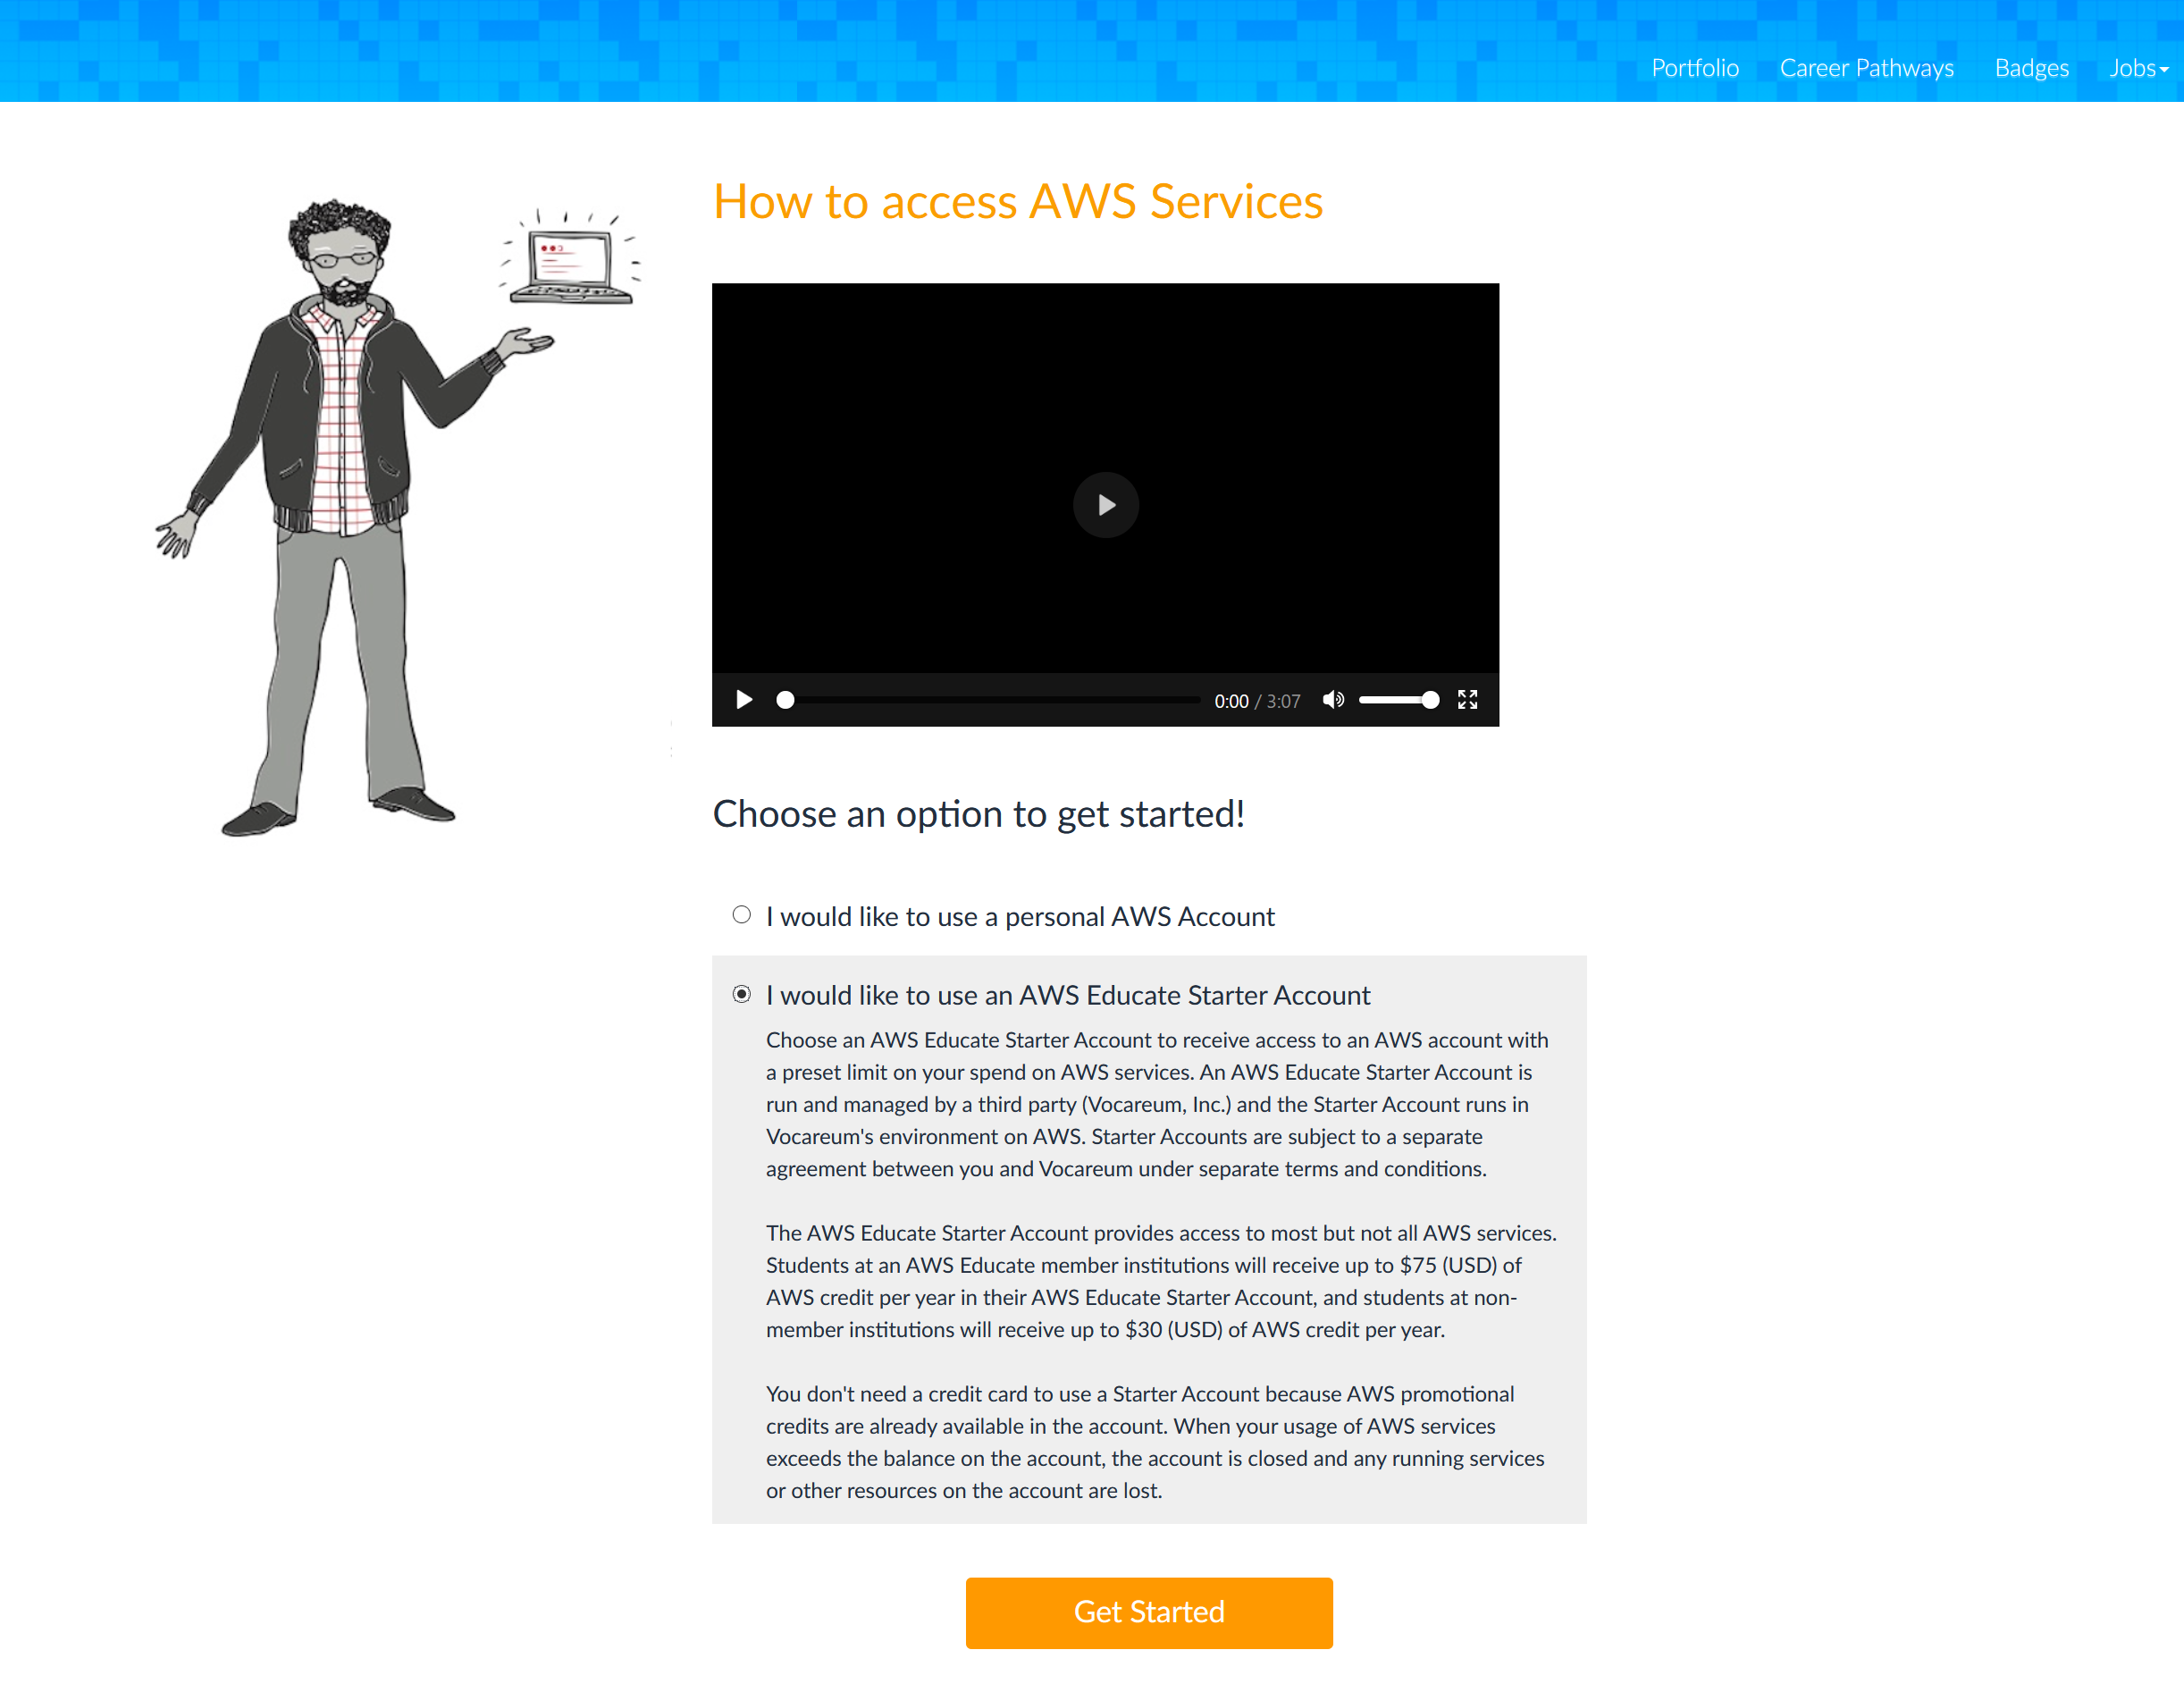 Portfolio Career Pathways Badges Jobs
How to access AWS Services
0:00 / 3:07
Choose an option to get started!
I would like to use a personal AWS Account
I would like to use an AWS Educate Starter Account
Choose an AWS Educate Starter Account to receive access to an AWS account with
a preset limit on your spend on AWS services. An AWS Educate Starter Account is
run and managed by a third party (Vocareum, Inc.) and the Starter Account runs in
Vocareum's environment on AWS. Starter Accounts are subject to a separate
agreement between you and Vocareum under separate terms and conditions.
The AWS Educate Starter Account provides access to most but not all AWS services.
Students at an AWS Educate member institutions will receive up to $75 (USD) of
AWS credit per year in their AWS Educate Starter Account, and students at non-
member institutions will receive up to $30 (USD) of AWS credit per year.
You don't need a credit card to use a Starter Account because AWS promotional
credits are already available in the account. When your usage of AWS services
exceeds the balance on the account, the account is closed and any running services
or other resources on the account are lost.
Get Started